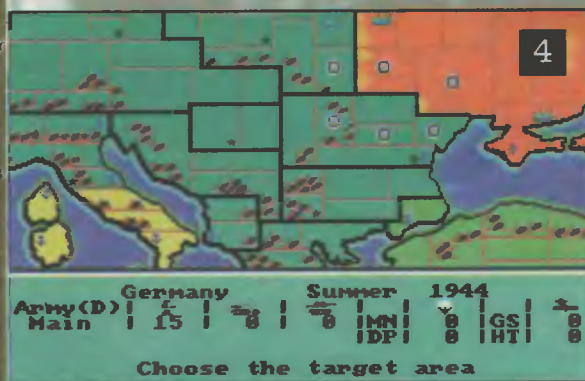 4
Germany Summer 1944
Army(D) | | | | | |
Main | 15 | 0 | 0 |MN| 0 |GS| 0
|DP| 0 |HT| 0
Choose the target area